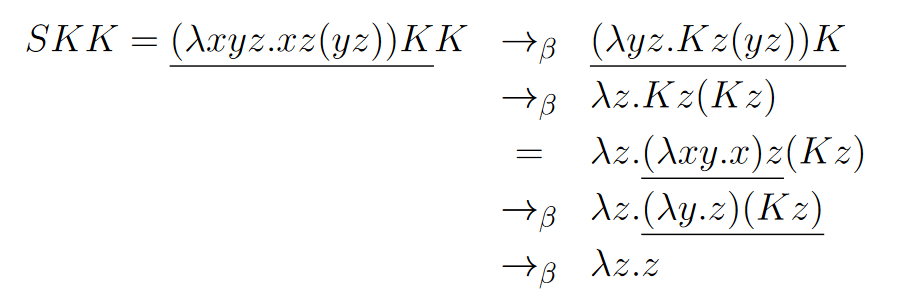 SKK = (λxyz.xz(yz))KK →β (λyz.Kz(yz))K
→β λz.Kz(Kz)
= λz.(λxy.x)z(Kz)
→β λz.(λy.z)(Kz)
→β λz.z